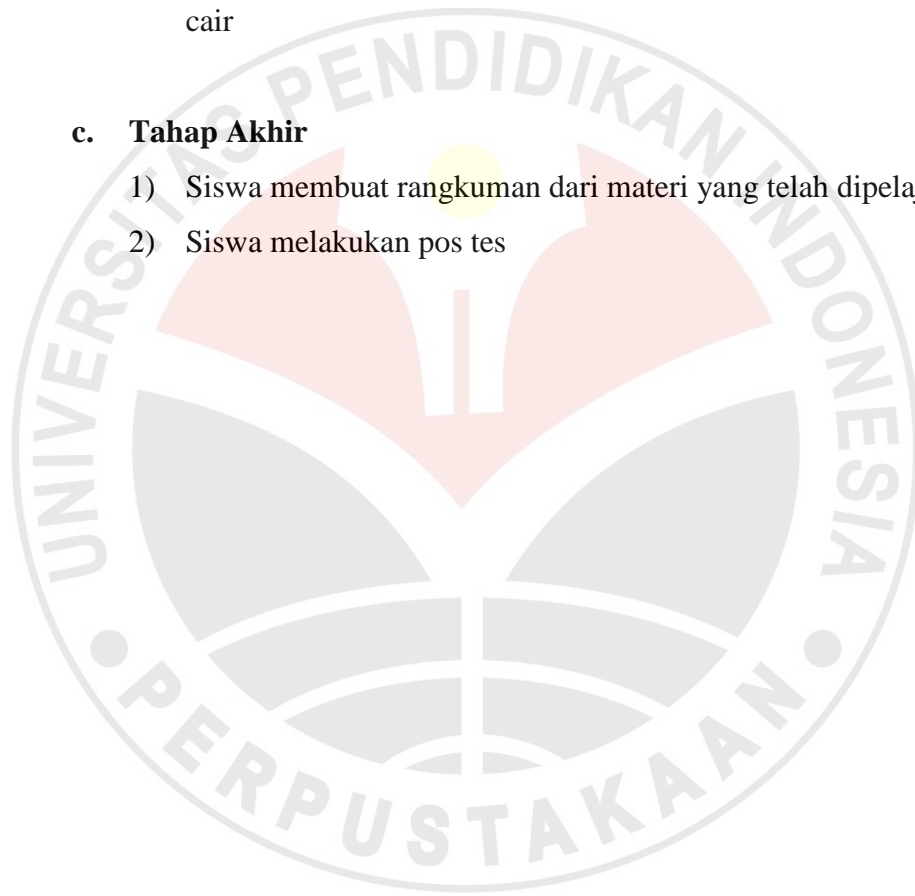 cair
c. Tahap Akhir
1) Siswa membuat rangkuman dari materi yang telah
2) Siswa melakukan pos tes
UNIVERSITAS PENDIDIKAN INDONESIA
PERPUSTAKAAN